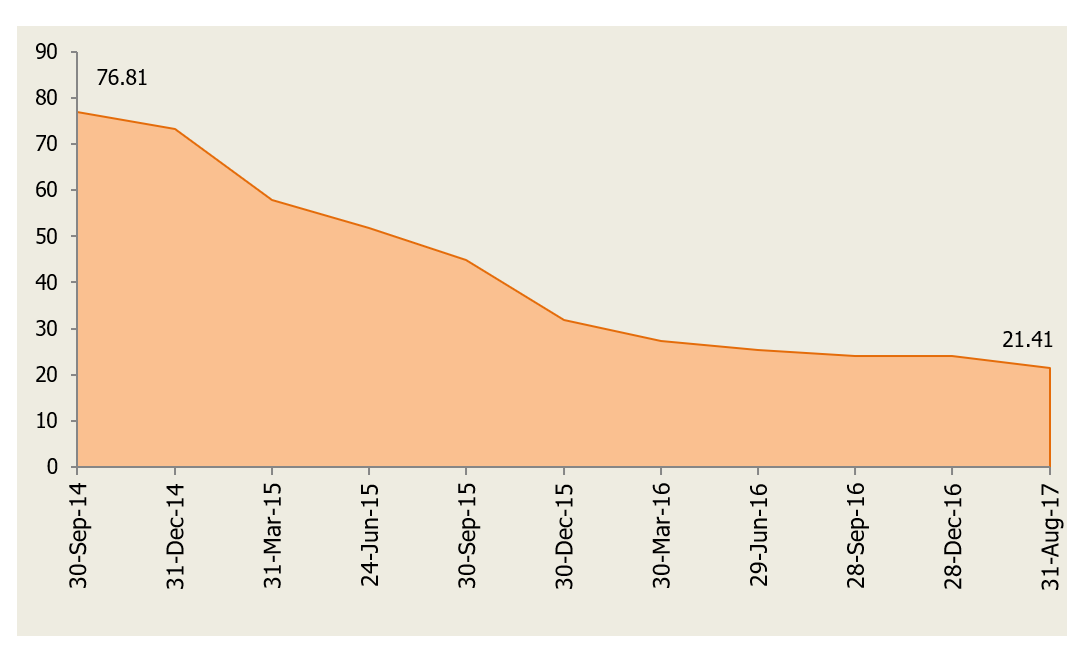 90
80
70
60
50
40
30
20
10
0
76.81
21.41
30-Sep-14
31-Dec-14
31-Mar-15
24-Jun-15
30-Sep-15
30-Dec-15
30-Mar-16
29-Jun-16
28-Sep-16
28-Dec-16
31-Aug-17